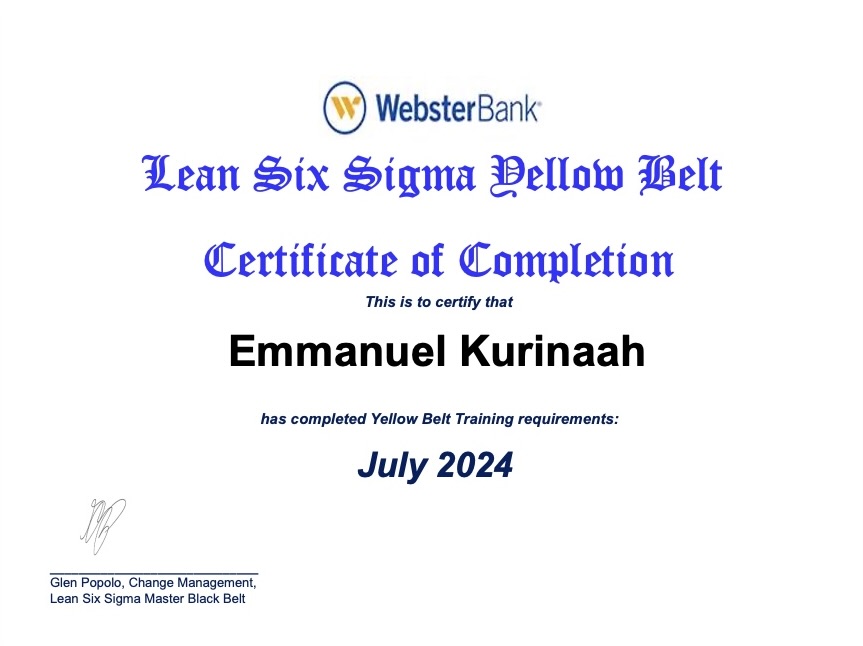 WebsterBank
Lean Six Sigma Yellow Belt
Certificate of Completion
This is to certify that
Emmanuel Kurinaah
has completed Yellow Belt Training requirements:
July 2024
Glen Popolo, Change Management,
Lean Six Sigma Master Black Belt